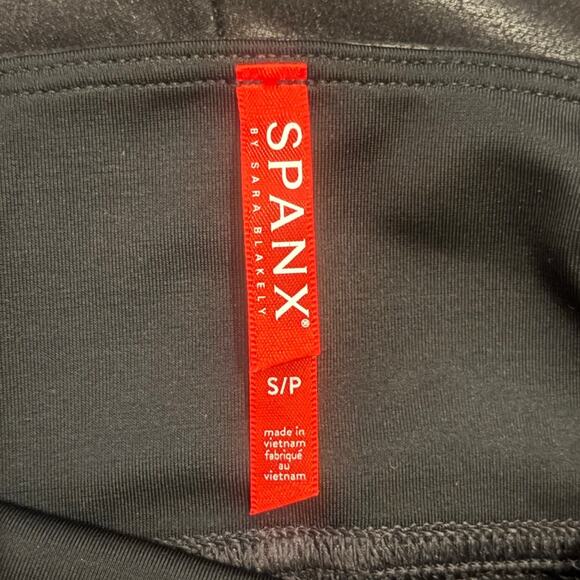 SPANX®
BY SARA BLAKELY
S/P
made in
vietnam
fabriqué
au
vietnam